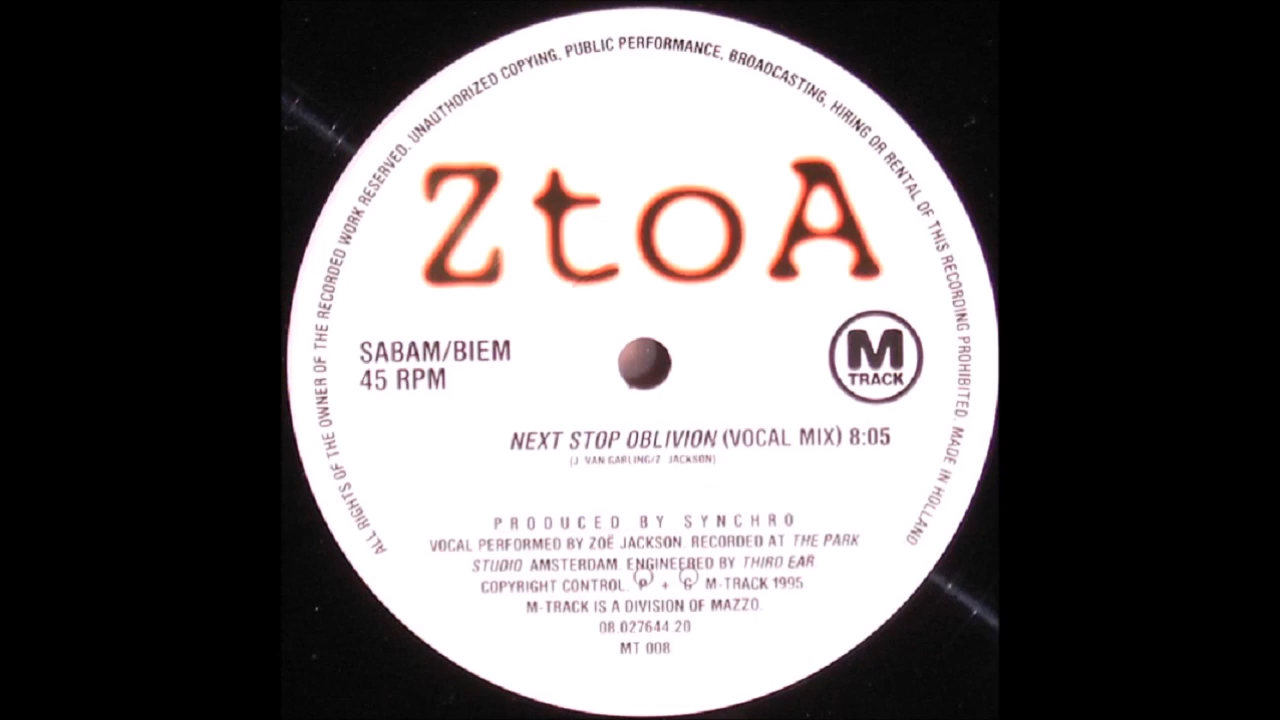 ALL RIGHTS OF THE OWNER OF THE RECORDED WORK RESERVED. UNAUTHORIZED COPYING, PUBLIC PERFORMANCE, BROADCASTING, HIRING OR RENTAL OF THIS RECORDING PROHIBITED. MADE IN HOLLAND
ZtoA
SABAM/BIEM
45 RPM
M
TRACK
NEXT STOP OBLIVION (VOCAL MIX) 8:05
(J. VAN GARLING/Z. JACKSON)
PRODUCED BY SYNCHRO
VOCAL PERFORMED BY ZOË JACKSON. RECORDED AT THE PARK
STUDIO AMSTERDAM. ENGINEERED BY THIRD EAR
COPYRIGHT CONTROL. P + G M-TRACK 1995
M-TRACK IS A DIVISION OF MAZZO.
08.027644.20
MT 008